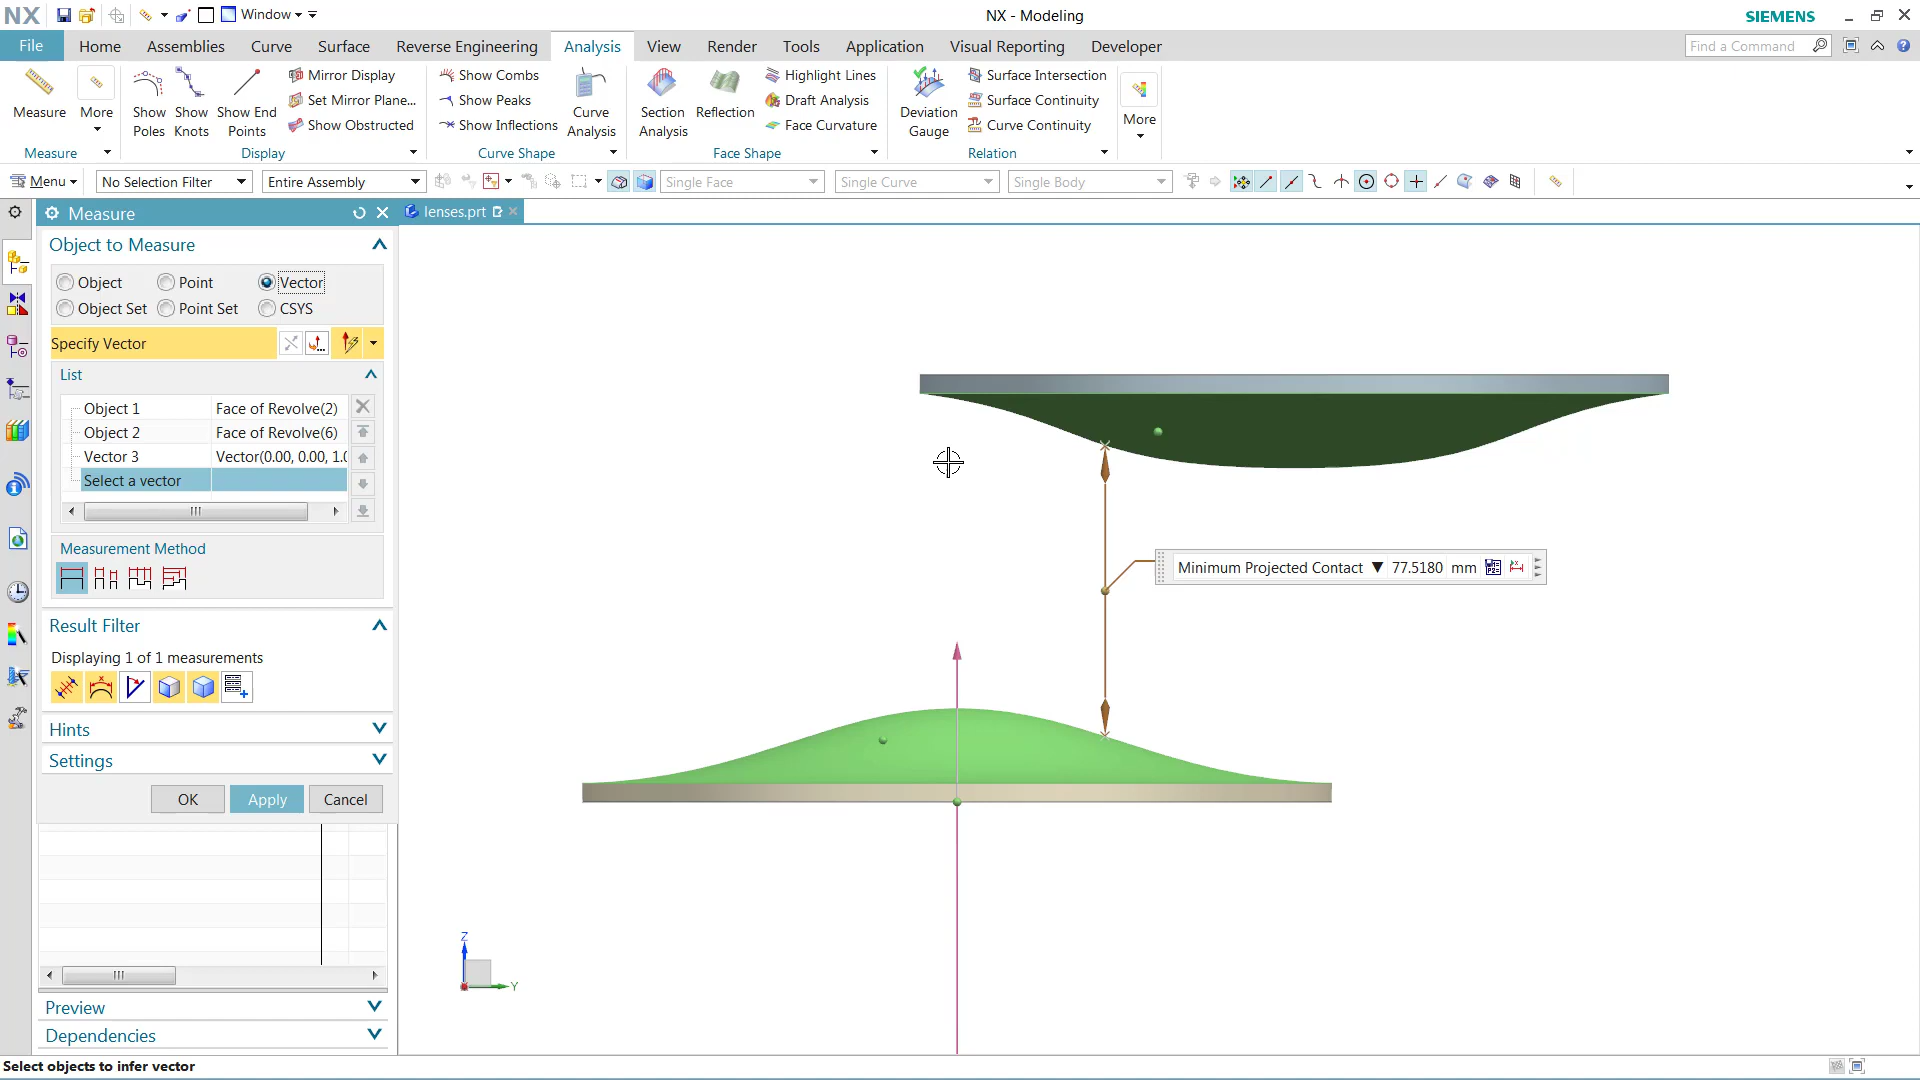 NX
Window
NX - Modeling
SIEMENS
File
Home
Assemblies
Curve
Surface
Reverse Engineering
Analysis
View
Render
Tools
Application
Visual Reporting
Developer
Find a Command
Measure
More
Show Poles
Show Knots
Show End Points
Mirror Display
Set Mirror Plane...
Show Obstructed
Show Combs
Show Peaks
Show Inflections
Curve Analysis
Section Analysis
Reflection
Highlight Lines
Draft Analysis
Face Curvature
Deviation Gauge
Surface Intersection
Surface Continuity
Curve Continuity
More
Measure
Display
Curve Shape
Face Shape
Relation
Menu
No Selection Filter
Entire Assembly
Single Face
Single Curve
Single Body
Measure
lenses.prt
Object to Measure
Object
Point
Vector
Object Set
Point Set
CSYS
Specify Vector
List
Object 1 Face of Revolve(2)
Object 2 Face of Revolve(6)
Vector 3 Vector(0.00, 0.00, 1.0
Select a vector
Measurement Method
Result Filter
Displaying 1 of 1 measurements
Hints
Settings
OK
Apply
Cancel
Minimum Projected Contact 77.5180 mm
Z
Y
Preview
Dependencies
Select objects to infer vector